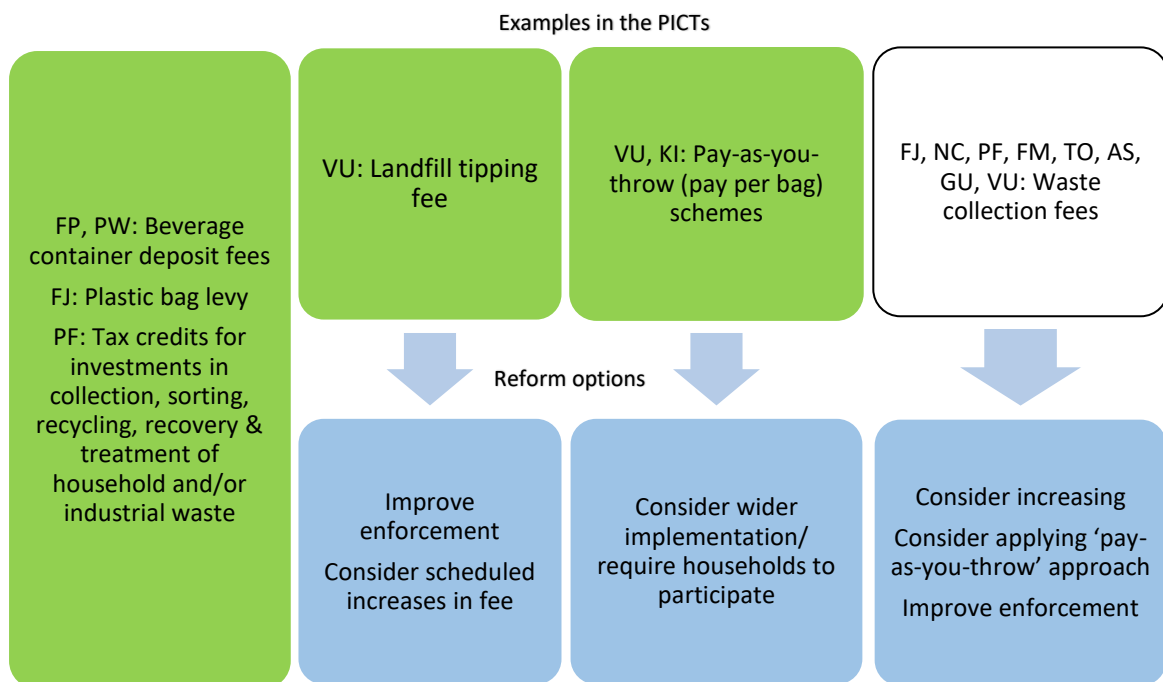 Examples in the PICTs
FP, PW: Beverage
container deposit fees
FJ: Plastic bag levy
PF: Tax credits for
investments in
collection, sorting,
recycling, recovery &
treatment of
household and/or
industrial waste
VU: Landfill tipping
fee
VU, KI: Pay-as-you-
throw (pay per bag)
schemes
FJ, NC, PF, FM, TO, AS,
GU, VU: Waste
collection fees
Reform options
Improve
enforcement
Consider scheduled
increases in fee
Consider wider
implementation/
require households to
participate
Consider increasing
Consider applying ‘pay-
as-you-throw’ approach
Improve enforcement